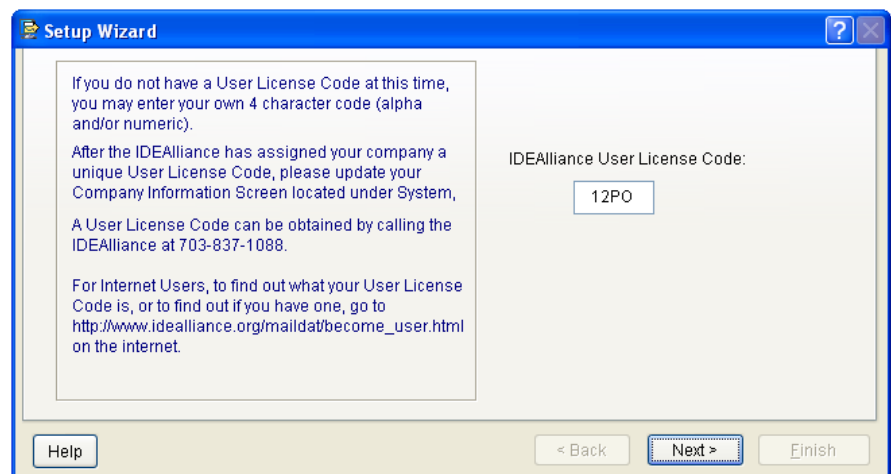 Setup Wizard
If you do not have a User License Code at this time,
you may enter your own 4 character code (alpha
and/or numeric).
After the IDEAlliance has assigned your company a
unique User License Code, please update your
Company Information Screen located under System,
A User License Code can be obtained by calling the
IDEAlliance at 703-837-1088.
For Internet Users, to find out what your User License
Code is, or to find out if you have one, go to
http://www.idealliance.org/maildat/become_user.html
on the internet.
IDEAlliance User License Code:
12PO
Help
< Back
Next >
Finish